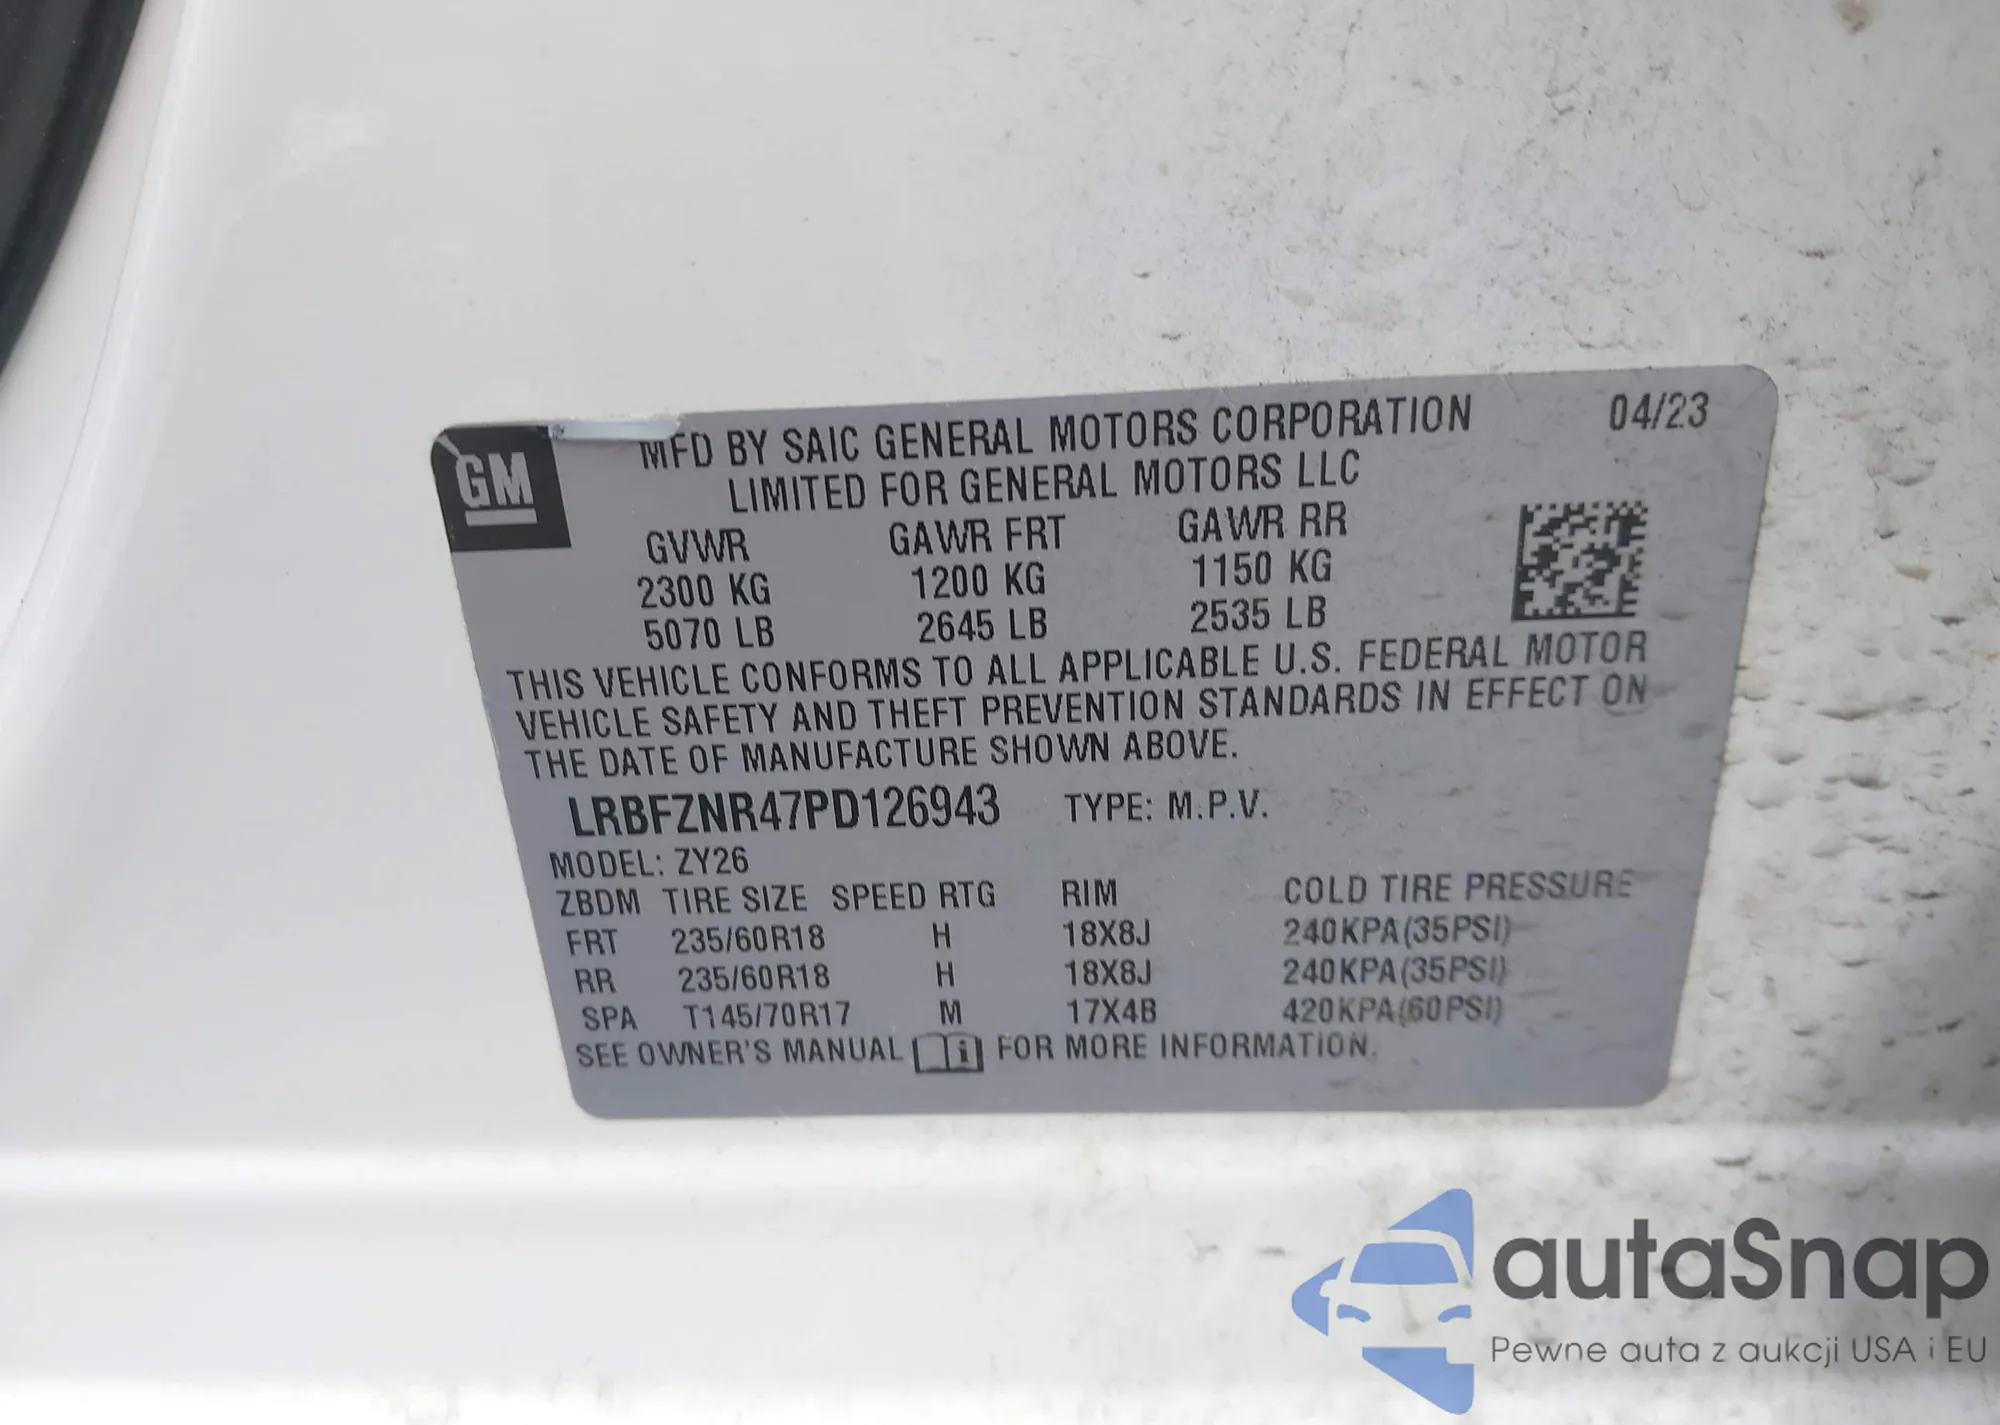 GM
MFD BY SAIC GENERAL MOTORS CORPORATION 04/23
LIMITED FOR GENERAL MOTORS LLC
GVWR GAWR FRT GAWR RR
2300 KG 1200 KG 1150 KG
5070 LB 2645 LB 2535 LB
THIS VEHICLE CONFORMS TO ALL APPLICABLE U.S. FEDERAL MOTOR
VEHICLE SAFETY AND THEFT PREVENTION STANDARDS IN EFFECT ON
THE DATE OF MANUFACTURE SHOWN ABOVE.
LRBFZNR47PD126943 TYPE: M.P.V.
MODEL: ZY26
ZBDM TIRE SIZE SPEED RTG RIM COLD TIRE PRESSURE
FRT 235/60R18 H 18X8J 240KPA(35PSI)
RR 235/60R18 H 18X8J 240KPA(35PSI)
SPA T145/70R17 M 17X4B 420KPA(60PSI)
SEE OWNER'S MANUAL i FOR MORE INFORMATION.
autaSnap
Pewne auta z aukcji USA i EU